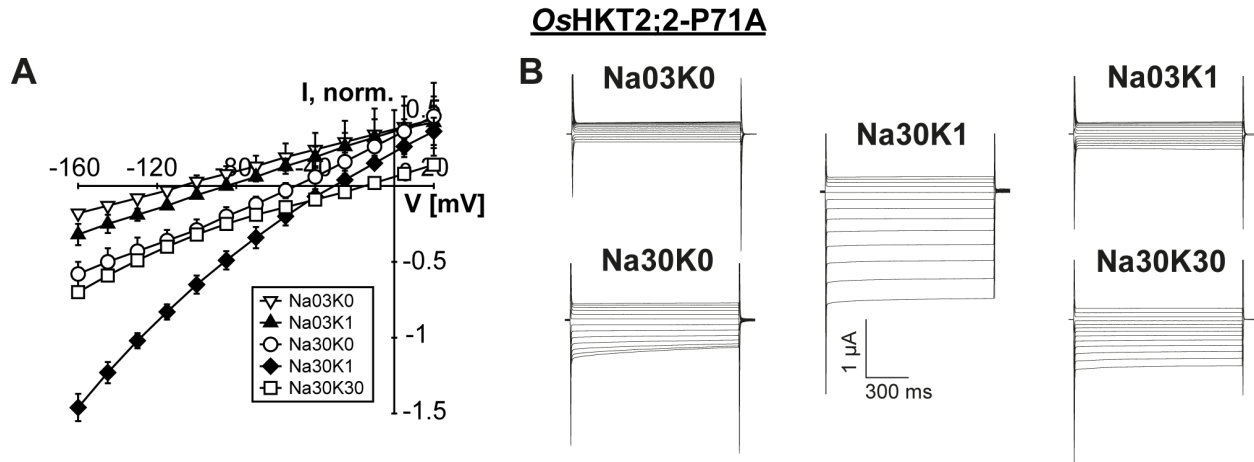 OsHKT2;2-P71A
A
I, norm.
0.5
-160
-120
-80
-40
20
V [mV]
-0.5
-1
-1.5
Na03K0
Na03K1
Na30K0
Na30K1
Na30K30
B
Na03K0
Na30K1
Na03K1
Na30K0
Na30K30
1 µA
300 ms